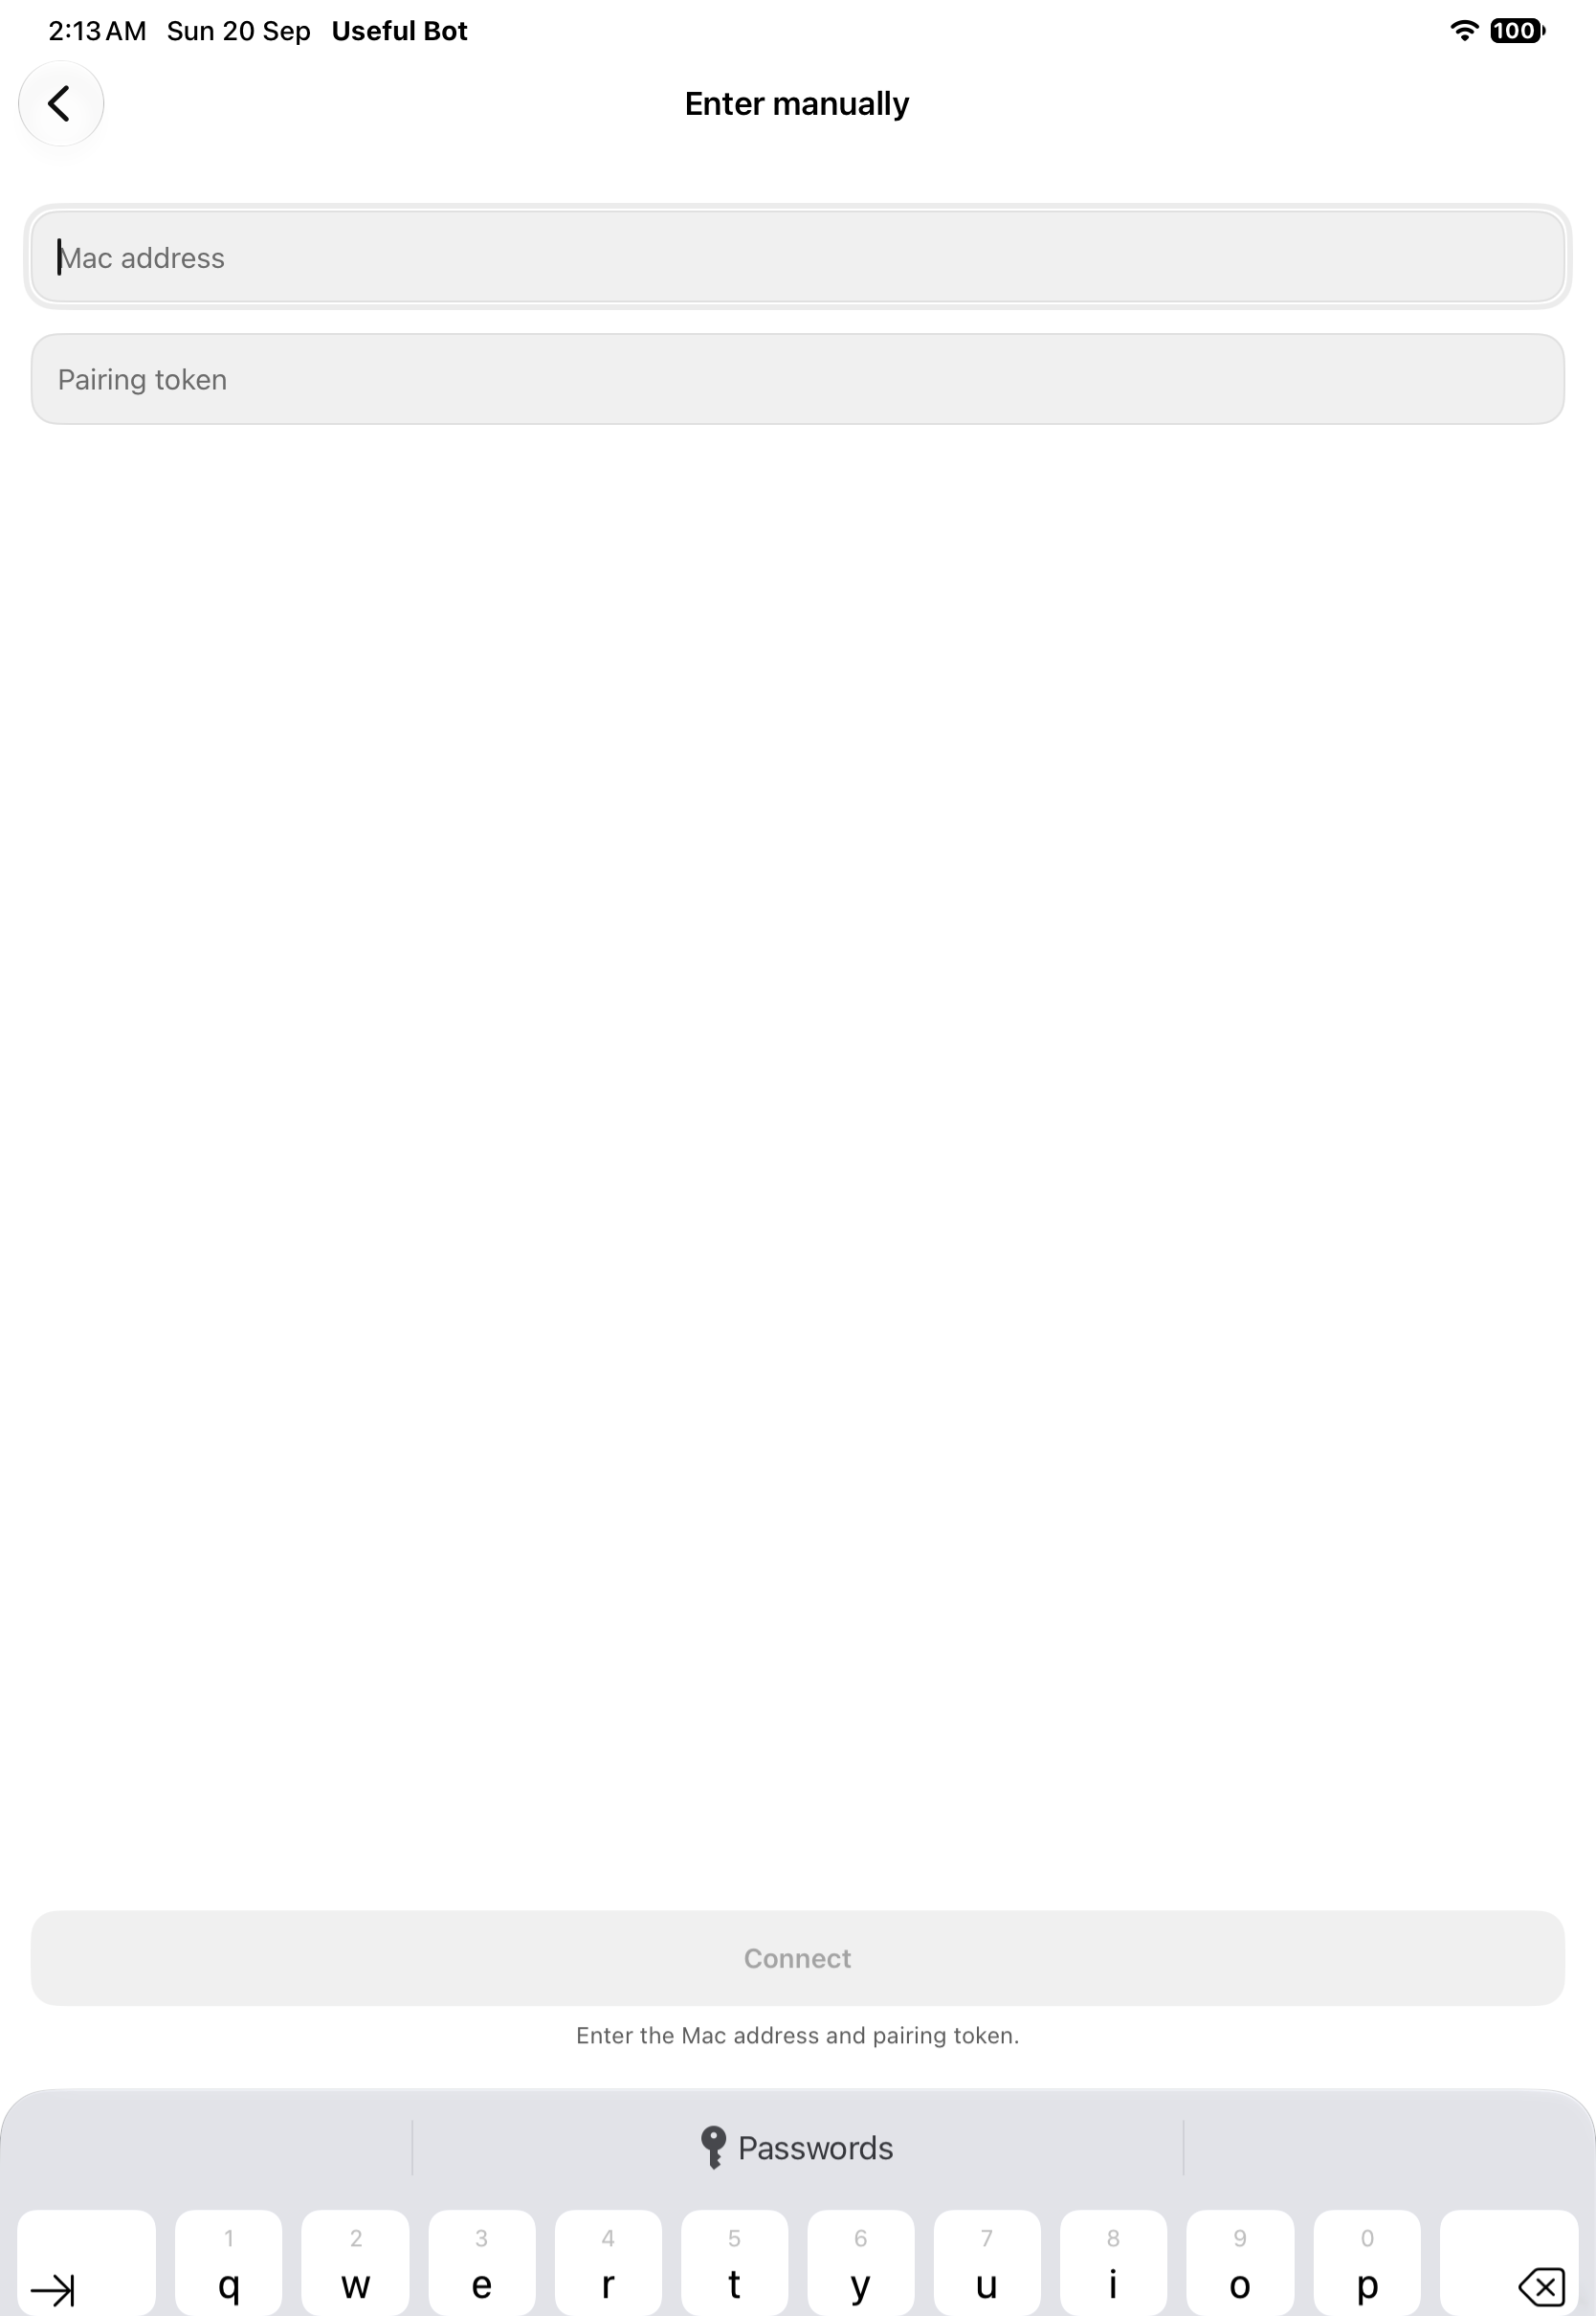 2:13 AM Sun 20 Sep Useful Bot 100
Enter manually
Mac address
Pairing token
Connect
Enter the Mac address and pairing token.
Passwords
1 2 3 4 5 6 7 8 9 0
q w e r t y u i o p